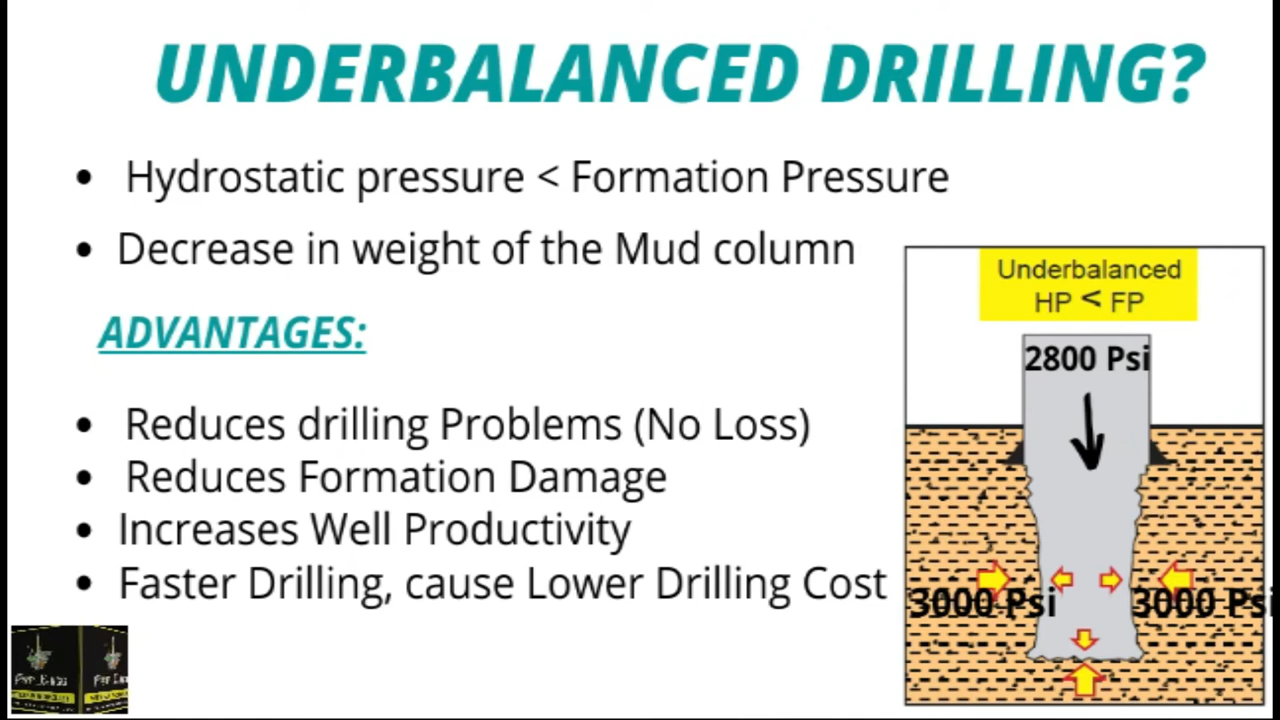 UNDERBALANCED DRILLING?
• Hydrostatic pressure < Formation Pressure
• Decrease in weight of the Mud column
ADVANTAGES:
• Reduces drilling Problems (No Loss)
• Reduces Formation Damage
• Increases Well Productivity
• Faster Drilling, cause Lower Drilling Cost
Underbalanced
HP < FP
2800 Psi
3000 Psi
3000 Psi